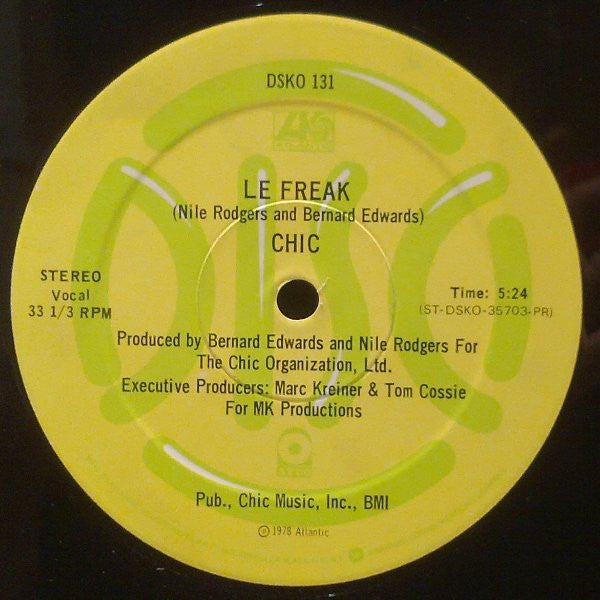 DSKO 131
LE FREAK
(Nile Rodgers and Bernard Edwards)
CHIC
STEREO
Vocal
33 1/3 RPM
Time: 5:24
(ST-DSKO-35703-PR)
Produced by Bernard Edwards and Nile Rodgers For
The Chic Organization, Ltd.
Executive Producers: Marc Kreiner & Tom Cossie
For MK Productions
Pub., Chic Music, Inc., BMI
℗ 1978 Atlantic